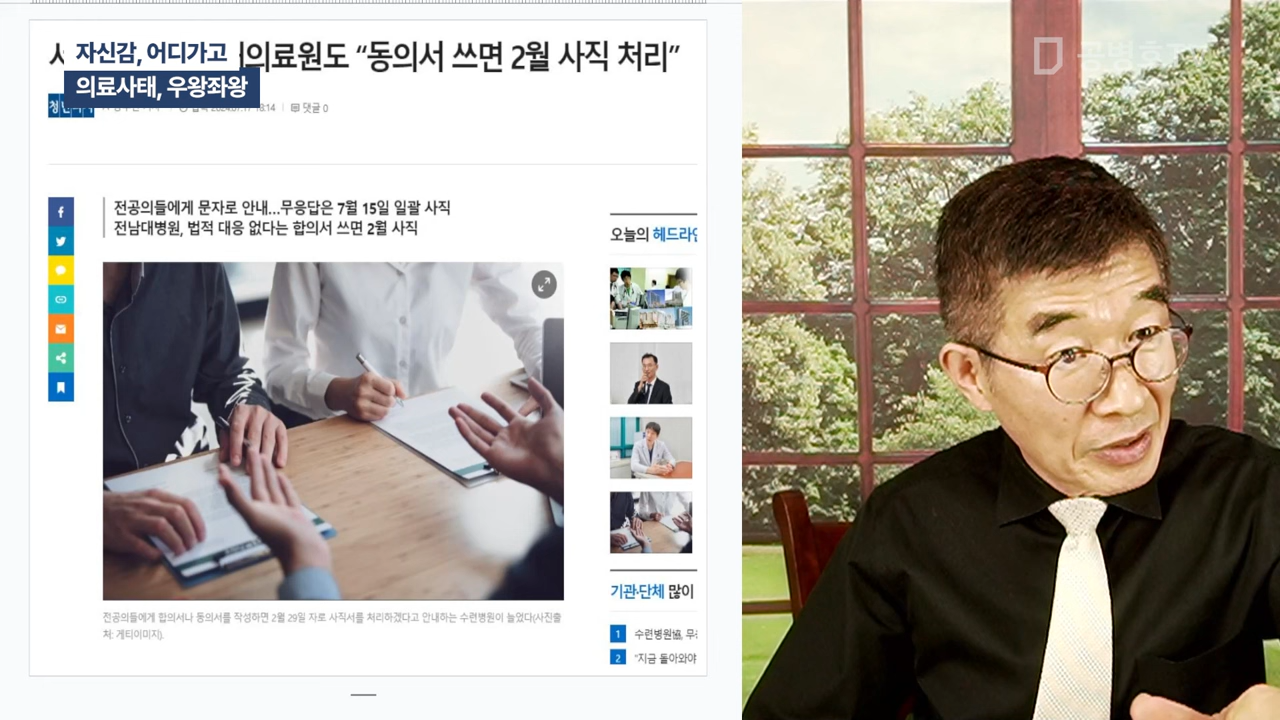 자신감, 어디가고
의료사태, 우왕좌왕
의료원도 “동의서 쓰면 2월 사직 처리”
댓글 0
전공의들에게 문자로 안내...무응답은 7월 15일 일괄 사직
전남대병원, 법적 대응 없다는 합의서 쓰면 2월 사직
전공의들에게 합의서나 동의서를 작성하면 2월 29일 자로 사직서를 처리하겠다고 안내하는 수련병원이 늘었다(사진출
처: 게티이미지).
오늘의 헤드라인
기관·단체 많이
1 수련병원協, 무
2 "지금 돌아와야
공병호